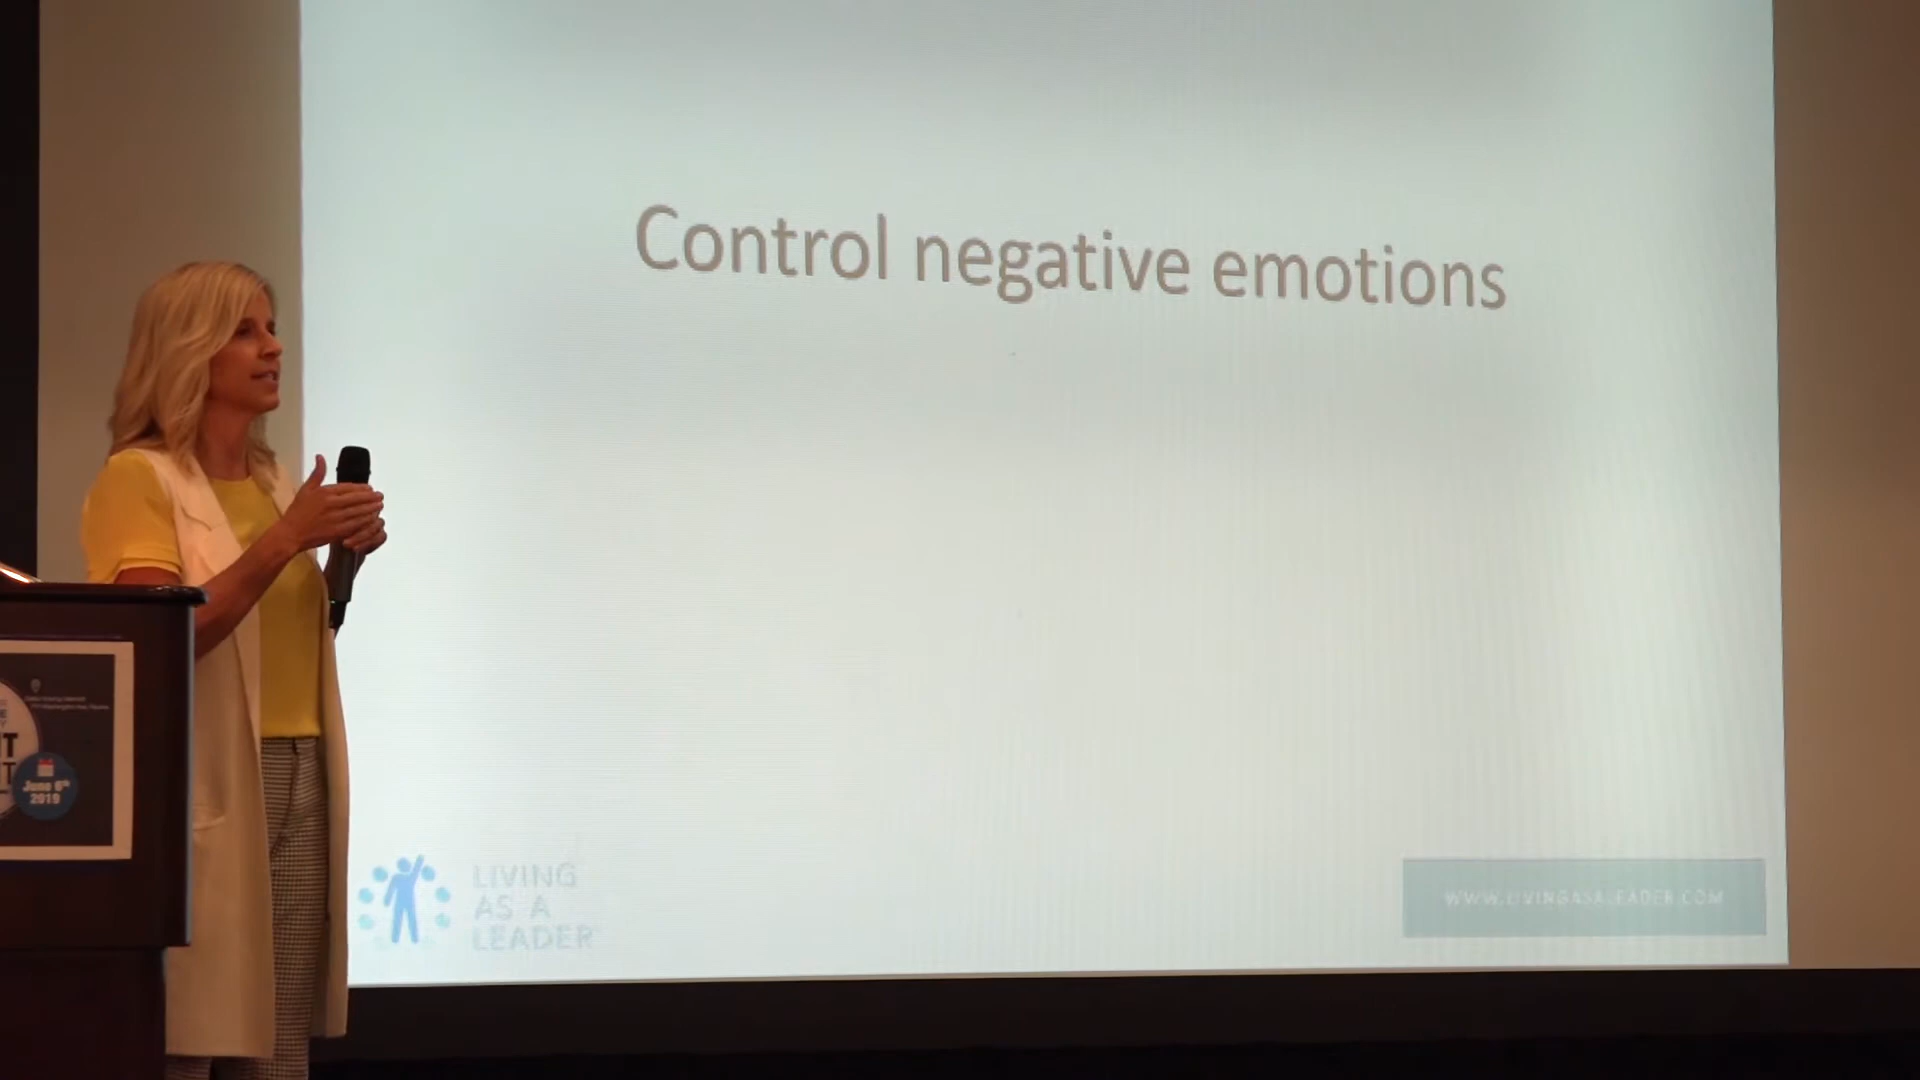 Control negative emotions
LIVING
AS A
LEADER
WWW.LIVINGASALEADER.COM
June 6th
2019